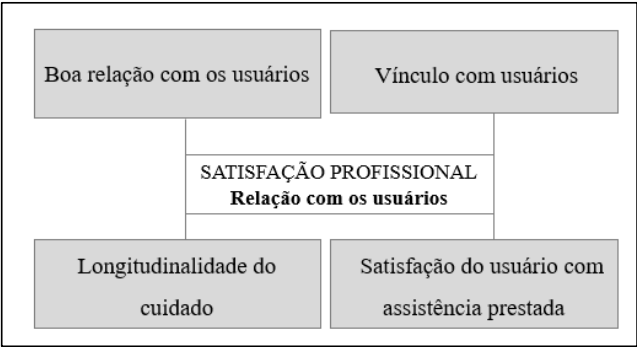 Boa relação com os usuários
Vínculo com usuários
SATISFAÇÃO PROFISSIONAL
Relação com os usuários
Longitudinalidade do
cuidado
Satisfação do usuário com
assistência prestada